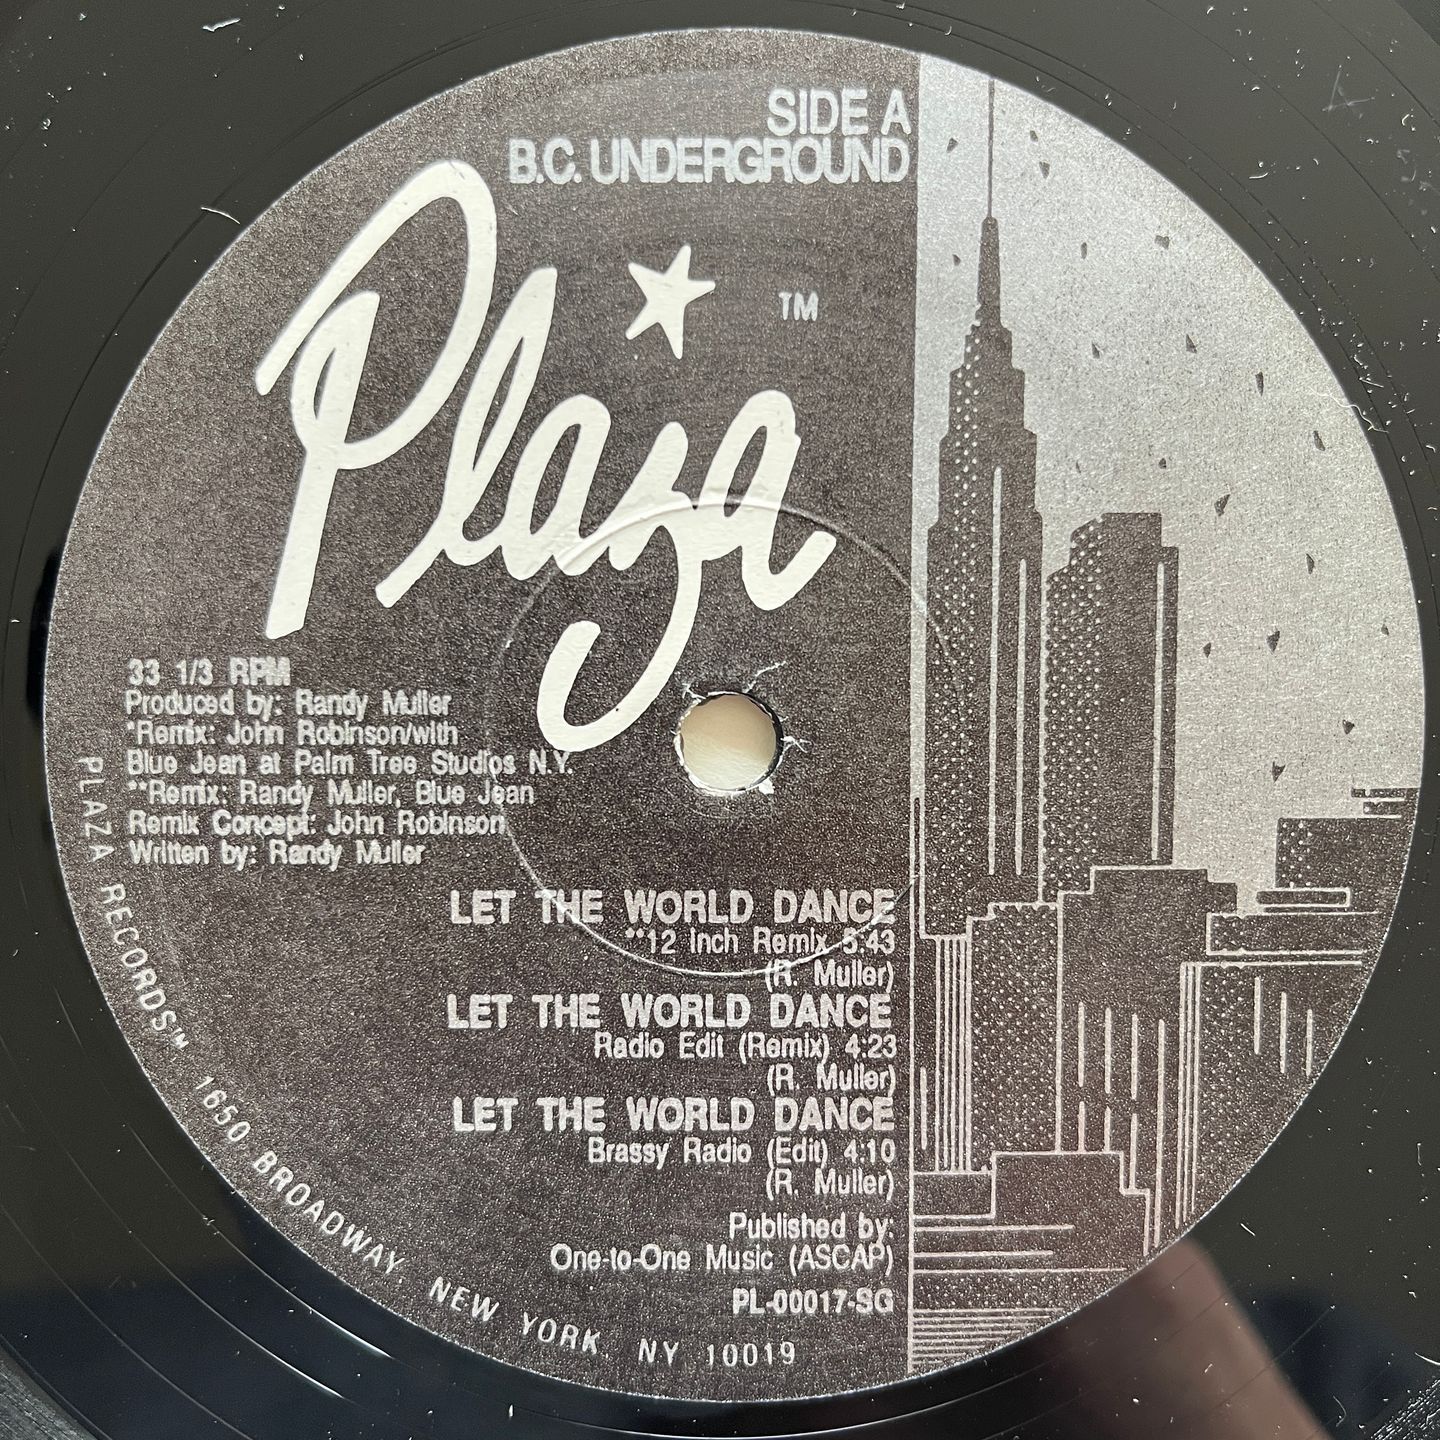 SIDE A
B.C. UNDERGROUND
Plaza
TM
33 1/3 RPM
Produced by: Randy Muller
*Remix: John Robinson/with
Blue Jean at Palm Tree Studios N.Y.
**Remix: Randy Muller, Blue Jean
Remix Concept: John Robinson
Written by: Randy Muller
LET THE WORLD DANCE
**12 inch Remix 5:43
(R. Muller)
LET THE WORLD DANCE
Radio Edit (Remix) 4:23
(R. Muller)
LET THE WORLD DANCE
Brassy Radio (Edit) 4:10
(R. Muller)
Published by:
One-to-One Music (ASCAP)
PL-00017-SG
PLAZA RECORDS™ 1650 BROADWAY, NEW YORK, NY 10019